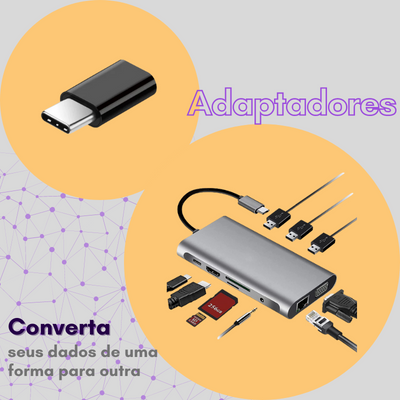 Adaptadores
Converta
seus dados de uma
forma para outra